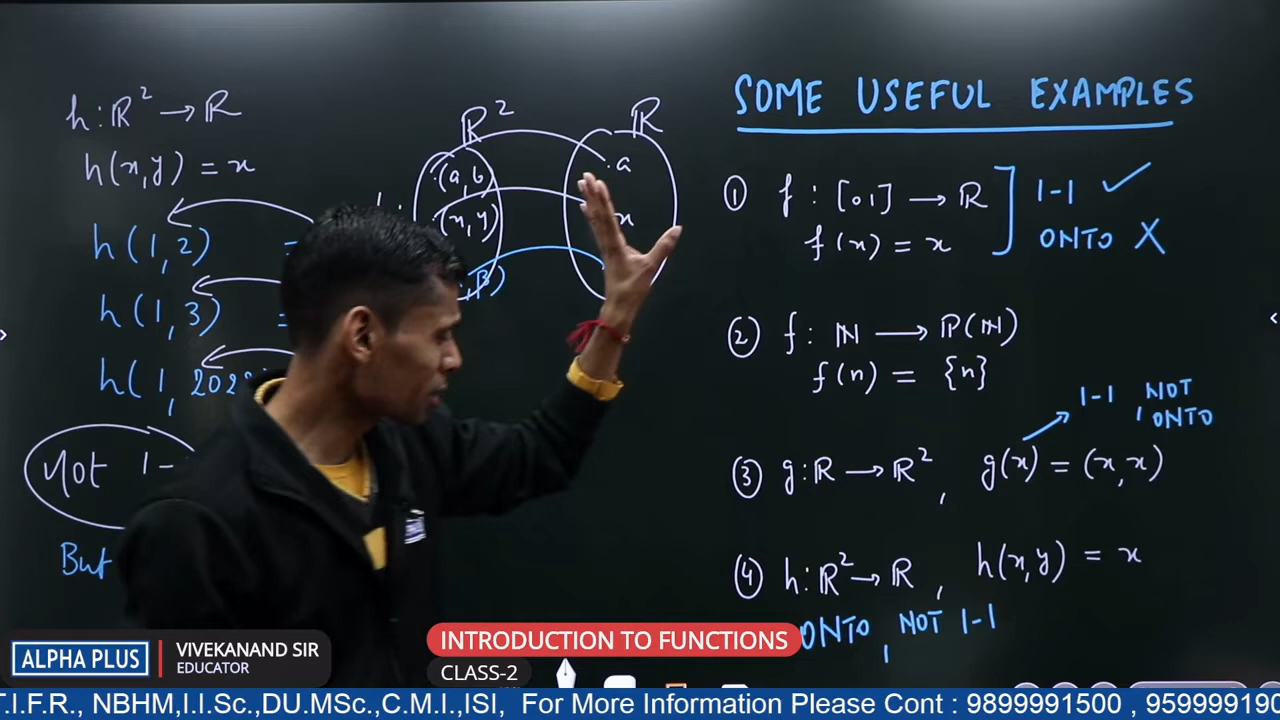 h : ℝ² → ℝ
h(x,y) = x
h(1,2) =
h(1,3) =
h(1, 202
Not 1-
But
ℝ² ℝ
(a,b) .a
(x,y) x
,β)
SOME USEFUL EXAMPLES
① f : [0,1] → ℝ
f(x) = x
1-1 ✓
ONTO X
② f : ℕ → P(ℕ)
f(n) = {n}
1-1, NOT ONTO
③ g : ℝ → ℝ², g(x) = (x,x)
④ h : ℝ² → ℝ, h(x,y) = x
ONTO, NOT 1-1
INTRODUCTION TO FUNCTIONS
CLASS-2
ALPHA PLUS
VIVEKANAND SIR
EDUCATOR
T.I.F.R., NBHM,I.I.Sc.,DU.MSc.,C.M.I.,ISI, For More Information Please Cont : 9899991500 , 959999190